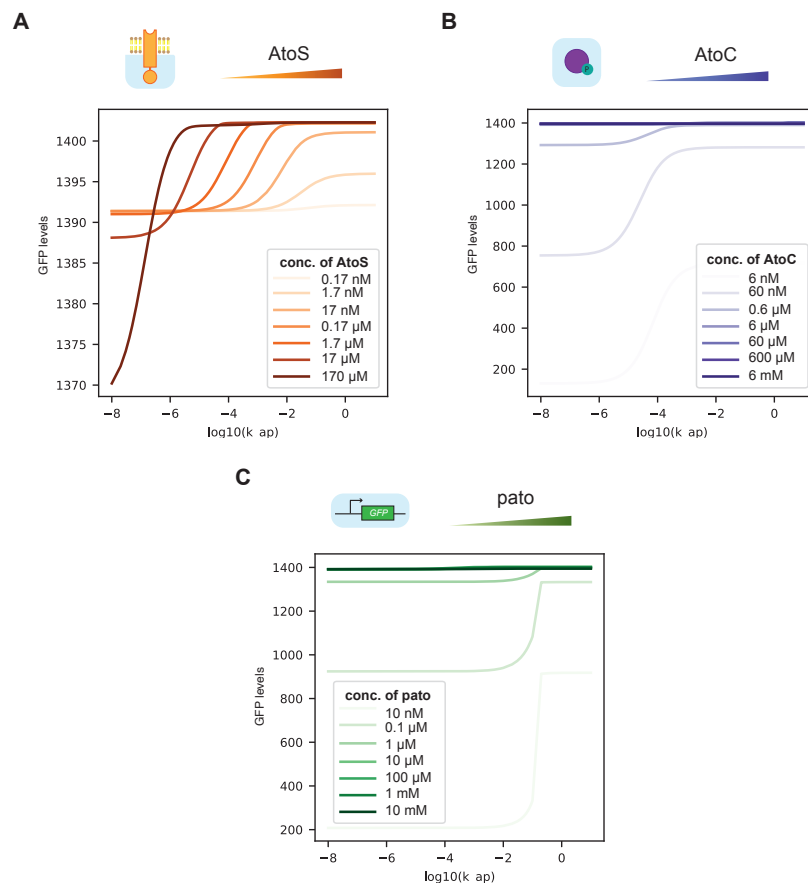 A
AtoS
GFP levels
1400
1395
1390
1385
1380
1375
1370
conc. of AtoS
0.17 nM
1.7 nM
17 nM
0.17 µM
1.7 µM
17 µM
170 µM
−8 −6 −4 −2 0
log10(k_ap)
B
P
AtoC
GFP levels
1400
1200
1000
800
600
400
200
conc. of AtoC
6 nM
60 nM
0.6 µM
6 µM
60 µM
600 µM
6 mM
−8 −6 −4 −2 0
log10(k_ap)
C
GFP
pato
GFP levels
1400
1200
1000
800
600
400
200
conc. of pato
10 nM
0.1 µM
1 µM
10 µM
100 µM
1 mM
10 mM
−8 −6 −4 −2 0
log10(k_ap)